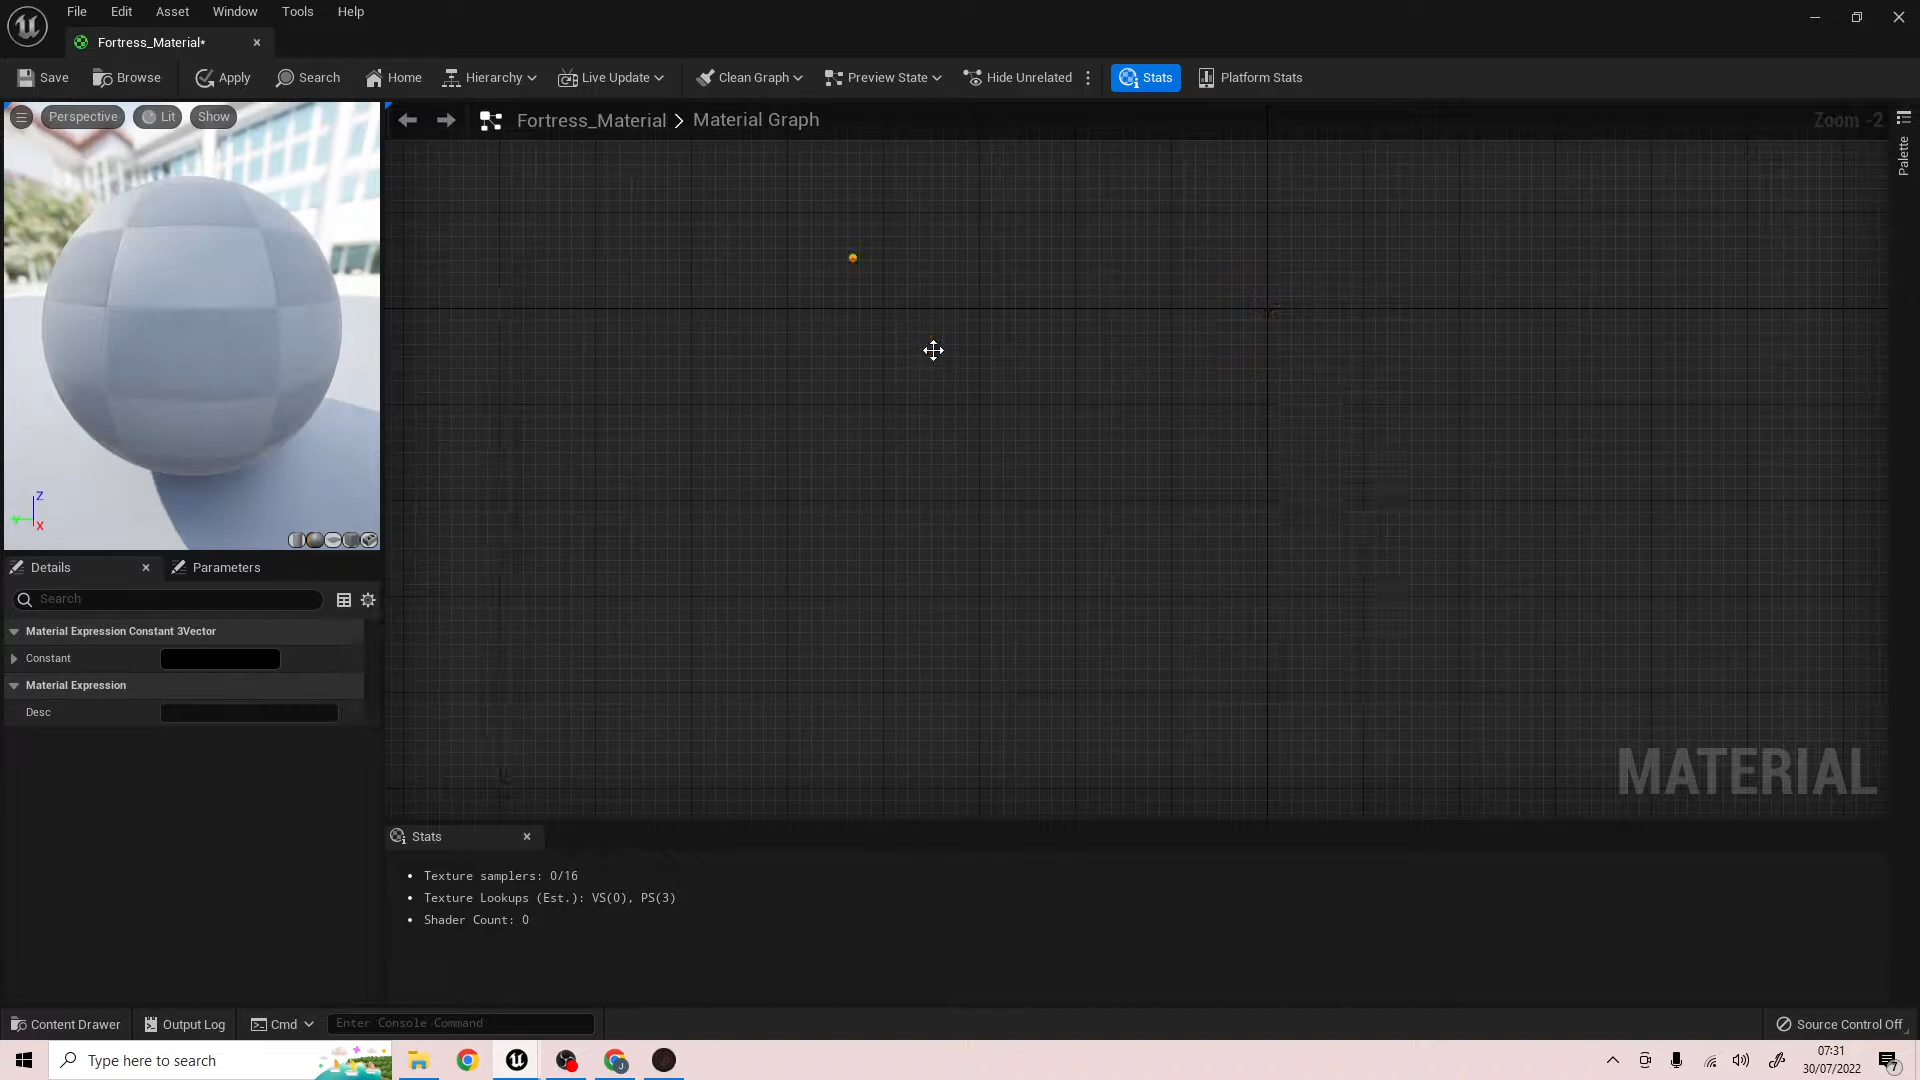 File Edit Asset Window Tools Help
Fortress_Material*
Save Browse Apply Search Home Hierarchy Live Update Clean Graph Preview State Hide Unrelated Stats Platform Stats
Perspective Lit Show
Fortress_Material > Material Graph
Zoom -2
Palette
Z
Y
X
Details Parameters
Search
Material Expression Constant 3Vector
Constant
Material Expression
Desc
MATERIAL
Stats
• Texture samplers: 0/16
• Texture Lookups (Est.): VS(0), PS(3)
• Shader Count: 0
Content Drawer Output Log Cmd Enter Console Command Source Control Off
Type here to search
07:31
30/07/2022
7